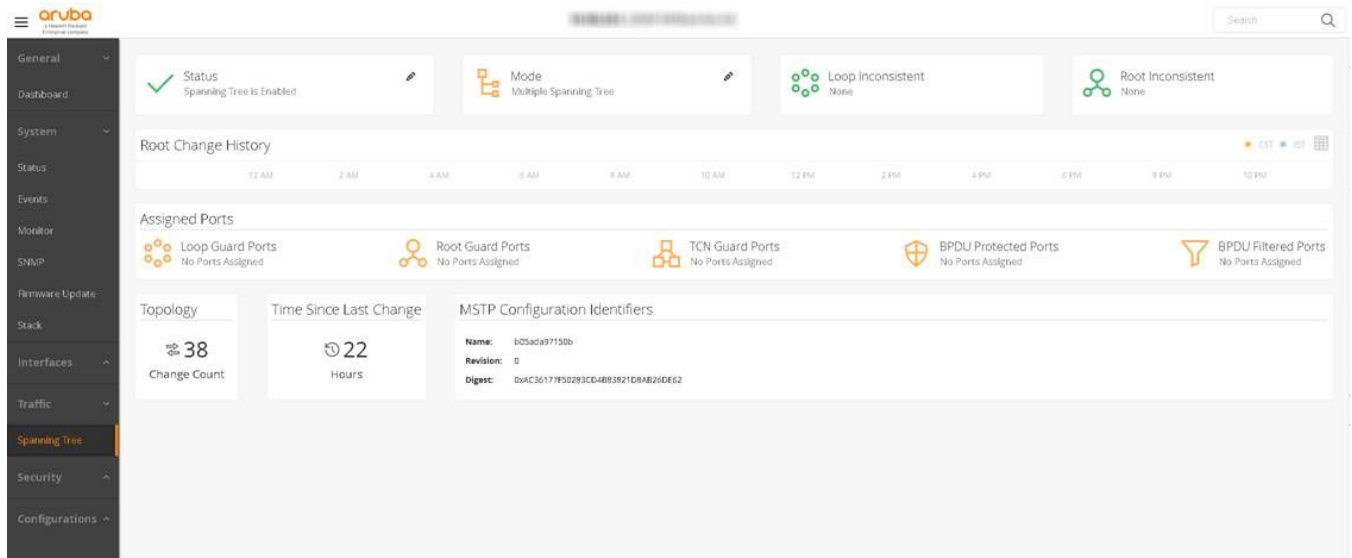 aruba
a Hewlett Packard
Enterprise company
Search
General
Dashboard
System
Status
Events
Monitor
SNMP
Firmware Update
Stack
Interfaces
Traffic
Spanning Tree
Security
Configurations
Status
Spanning Tree is Enabled
Mode
Multiple Spanning Tree
Loop Inconsistent
None
Root Inconsistent
None
Root Change History
CST IST
12 AM 2 AM 4 AM 6 AM 8 AM 10 AM 12 PM 2 PM 4 PM 6 PM 8 PM 10 PM
Assigned Ports
Loop Guard Ports
No Ports Assigned
Root Guard Ports
No Ports Assigned
TCN Guard Ports
No Ports Assigned
BPDU Protected Ports
No Ports Assigned
BPDU Filtered Ports
No Ports Assigned
Topology
38
Change Count
Time Since Last Change
22
Hours
MSTP Configuration Identifiers
Name: b05ada97150b
Revision: 0
Digest: 0xAC36177F50283CD4B83821D8AB26DE62